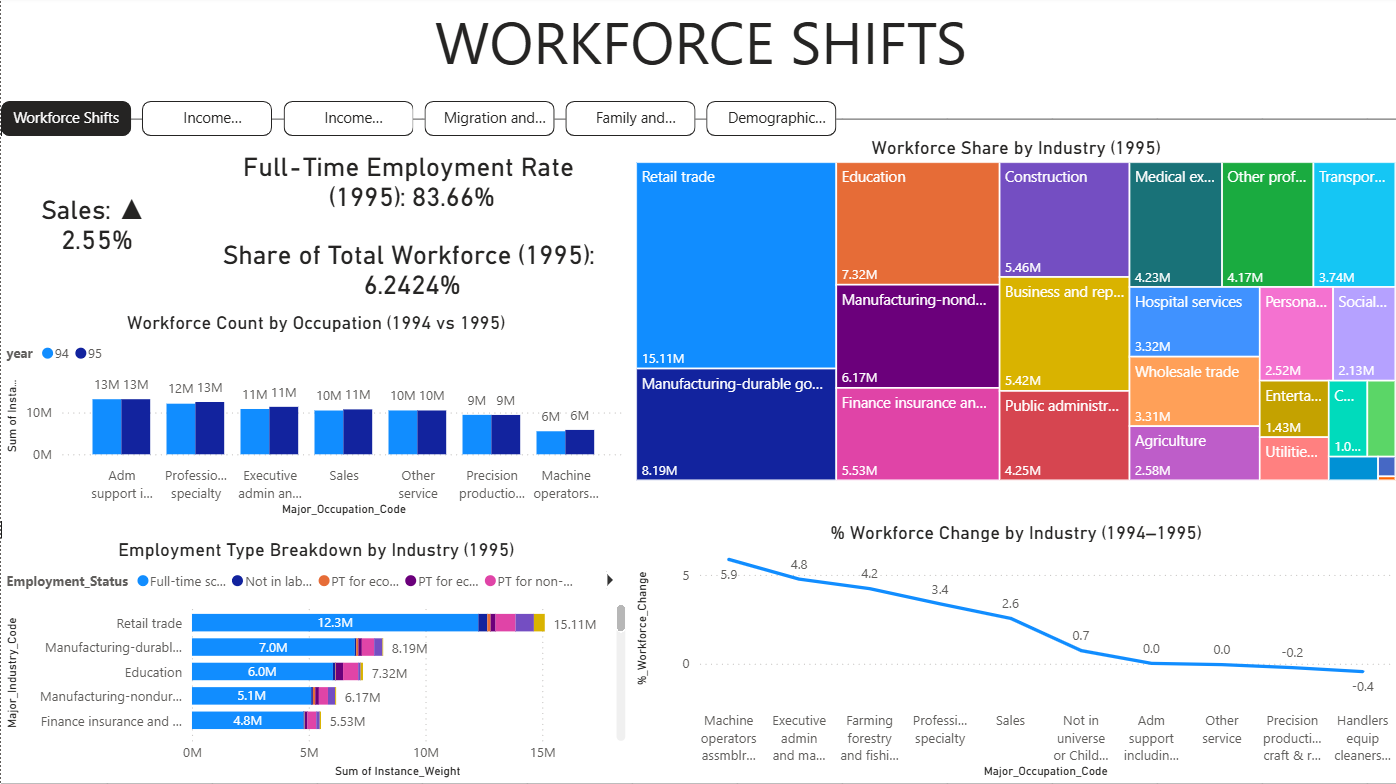 WORKFORCE SHIFTS
Workforce Shifts
Income...
Income...
Migration and...
Family and...
Demographic...
Sales: ▲
2.55%
Full-Time Employment Rate
(1995): 83.66%
Share of Total Workforce (1995):
6.2424%
Workforce Count by Occupation (1994 vs 1995)
year 94 95
Sum of Insta...
10M
0M
13M 13M
12M 13M
11M 11M
10M 11M
10M 10M
9M 9M
6M 6M
Adm
support i...
Professio...
specialty
Executive
admin an...
Sales
Other
service
Precision
productio...
Machine
operators...
Major_Occupation_Code
Employment Type Breakdown by Industry (1995)
Employment_Status Full-time sc... Not in lab... PT for eco... PT for ec... PT for non-...
Major_Industry_Code
Retail trade 12.3M 15.11M
Manufacturing-durabl... 7.0M 8.19M
Education 6.0M 7.32M
Manufacturing-nondur... 5.1M 6.17M
Finance insurance and ... 4.8M 5.53M
0M 5M 10M 15M
Sum of Instance_Weight
Workforce Share by Industry (1995)
Retail trade
15.11M
Manufacturing-durable go...
8.19M
Education
7.32M
Manufacturing-nond...
6.17M
Finance insurance an...
5.53M
Construction
5.46M
Business and rep...
5.42M
Public administr...
4.25M
Medical ex...
4.23M
Other prof...
4.17M
Transpor...
3.74M
Hospital services
3.32M
Wholesale trade
3.31M
Agriculture
2.58M
Persona...
2.52M
Social...
2.13M
Enterta...
1.43M
Utilitie...
C...
1.0...
% Workforce Change by Industry (1994–1995)
%_Workforce_Change
5
0
5.9
4.8
4.2
3.4
2.6
0.7
0.0
0.0
-0.2
-0.4
Machine
operators
assmblr...
Executive
admin
and ma...
Farming
forestry
and fishi...
Professi...
specialty
Sales
Not in
universe
or Child...
Adm
support
includin...
Other
service
Precision
producti...
craft & r...
Handlers
equip
cleaners...
Major_Occupation_Code